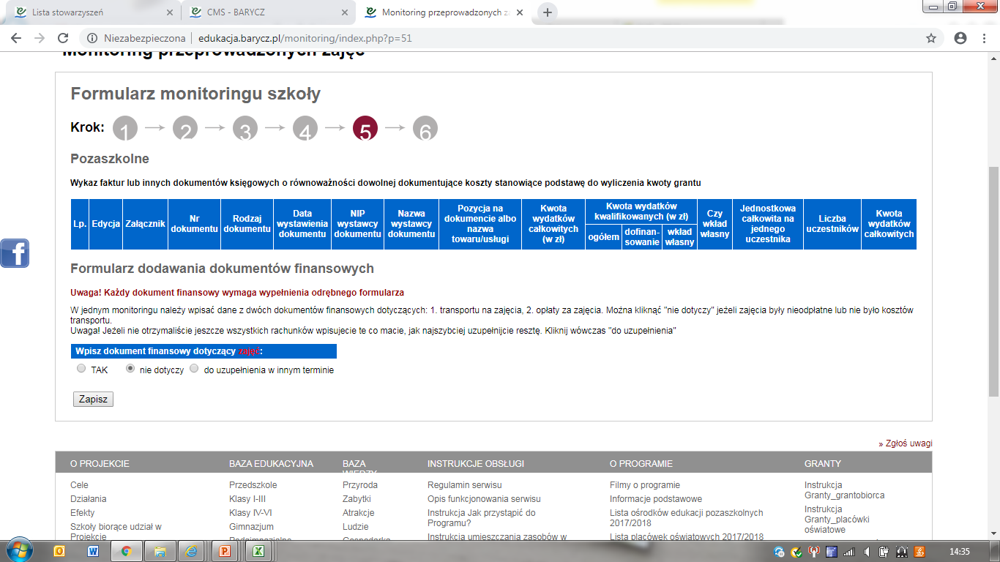 Lista stowarzyszeń
CMS - BARYCZ
Monitoring przeprowadzonych z
Niezabezpieczona | edukacja.barycz.pl/monitoring/index.php?p=51
Monitoring przeprowadzonych zajęć
Formularz monitoringu szkoły
Krok: 1 2 3 4 5 6
Pozaszkolne
Wykaz faktur lub innych dokumentów księgowych o równoważności dowolnej dokumentujące koszty stanowiące podstawę do wyliczenia kwoty grantu
Lp.
Edycja
Załącznik
Nr
dokumentu
Rodzaj
dokumentu
Data
wystawienia
dokumentu
NIP
wystawcy
dokumentu
Nazwa
wystawcy
dokumentu
Pozycja na
dokumencie albo
nazwa
towaru/usługi
Kwota
wydatków
całkowitych
(w zł)
Kwota wydatków
kwalifikowanych (w zł)
ogółem
dofinan-
sowanie
wkład
własny
Czy
wkład
własny
Jednostkowa
całkowita na
jednego
uczestnika
Liczba
uczestników
Kwota
wydatków
całkowitych
Formularz dodawania dokumentów finansowych
Uwaga! Każdy dokument finansowy wymaga wypełnienia odrębnego formularza
W jednym monitoringu należy wpisać dane z dwóch dokumentów finansowych dotyczących: 1. transportu na zajęcia, 2. opłaty za zajęcia. Można kliknąć "nie dotyczy" jeżeli zajęcia były nieodpłatne lub nie było kosztów
transportu.
Uwaga! Jeżeli nie otrzymaliście jeszcze wszystkich rachunków wpisujecie te co macie, jak najszybciej uzupełnijcie resztę. Kliknij wówczas "do uzupełnienia"
Wpisz dokument finansowy dotyczący zajęć:
TAK nie dotyczy do uzupełnienia w innym terminie
Zapisz
» Zgłoś uwagi
O PROJEKCIE
Cele
Działania
Efekty
Szkoły biorące udział w
Projekcie
BAZA EDUKACYJNA
Przedszkole
Klasy I-III
Klasy IV-VI
Gimnazjum
Podgimnazjalne
BAZA
WIEDZY
Przyroda
Zabytki
Atrakcje
Ludzie
Gospodarka
INSTRUKCJE OBSŁUGI
Regulamin serwisu
Opis funkcjonowania serwisu
Instrukcja Jak przystąpić do
Programu?
Instrukcja umieszczania zasobów w
O PROGRAMIE
Filmy o programie
Informacje podstawowe
Lista ośrodków edukacji pozaszkolnych
2017/2018
Lista placówek oświatowych 2017/2018
GRANTY
Instrukcja
Granty_grantobiorca
Instrukcja
Granty_placówki
oświatowe
14:35